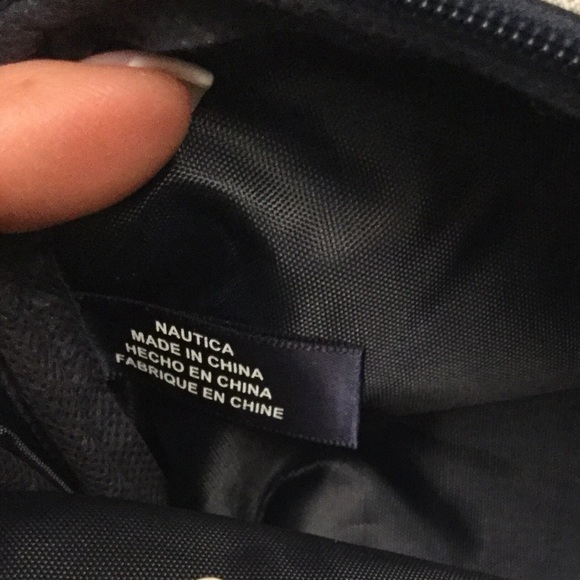 NAUTICA
MADE IN CHINA
HECHO EN CHINA
FABRIQUE EN CHINE